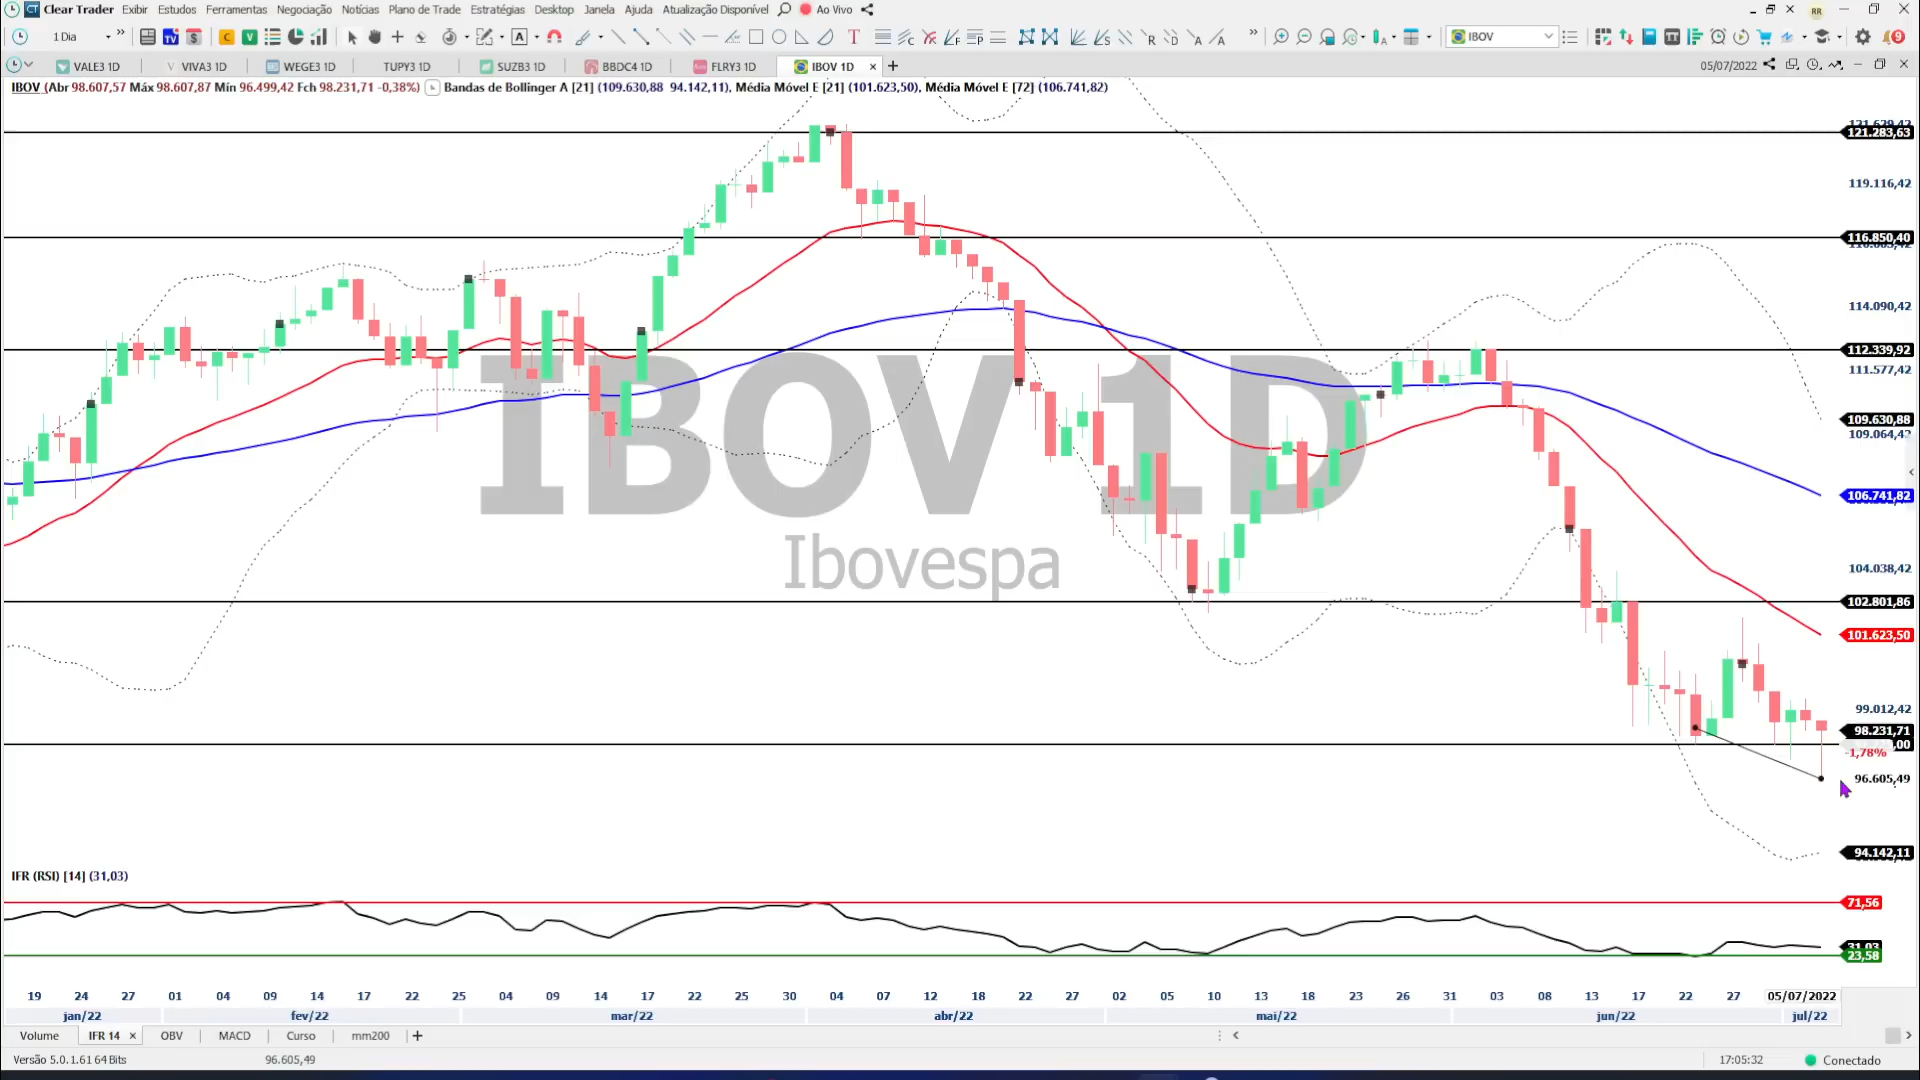 Clear Trader Exibir Estudos Ferramentas Negociação Notícias Plano de Trade Estratégias Desktop Janela Ajuda Atualização Disponível Ao Vivo RR
1 Dia IBOV 9
VALE3 1D VIVA3 1D WEGE3 1D TUPY3 1D SUZB3 1D BBDC4 1D FLRY3 1D IBOV 1D 05/07/2022
IBOV (Abr 98.607,57 Máx 98.607,87 Mín 96.499,42 Fch 98.231,71 -0,38%) Bandas de Bollinger A [21] (109.630,88 94.142,11), Média Móvel E [21] (101.623,50), Média Móvel E [72] (106.741,82)
121.283,63
119.116,42
116.850,40
114.090,42
112.339,92
111.577,42
109.630,88
109.064,42
106.741,82
104.038,42
102.801,86
101.623,50
99.012,42
98.231,71
-1,78%
96.605,49
94.142,11
IBOV 1D
Ibovespa
IFR (RSI) [14] (31,03)
71,56
31,03
23,58
19 24 27 01 04 09 14 17 22 25 04 09 14 17 22 25 30 04 07 12 18 22 27 02 05 10 13 18 23 26 31 03 08 13 17 22 27 05/07/2022
jan/22 fev/22 mar/22 abr/22 mai/22 jun/22 jul/22
Volume IFR 14 OBV MACD Curso mm200
Versão 5.0.1.61 64 Bits 96.605,49 17:05:32 Conectado